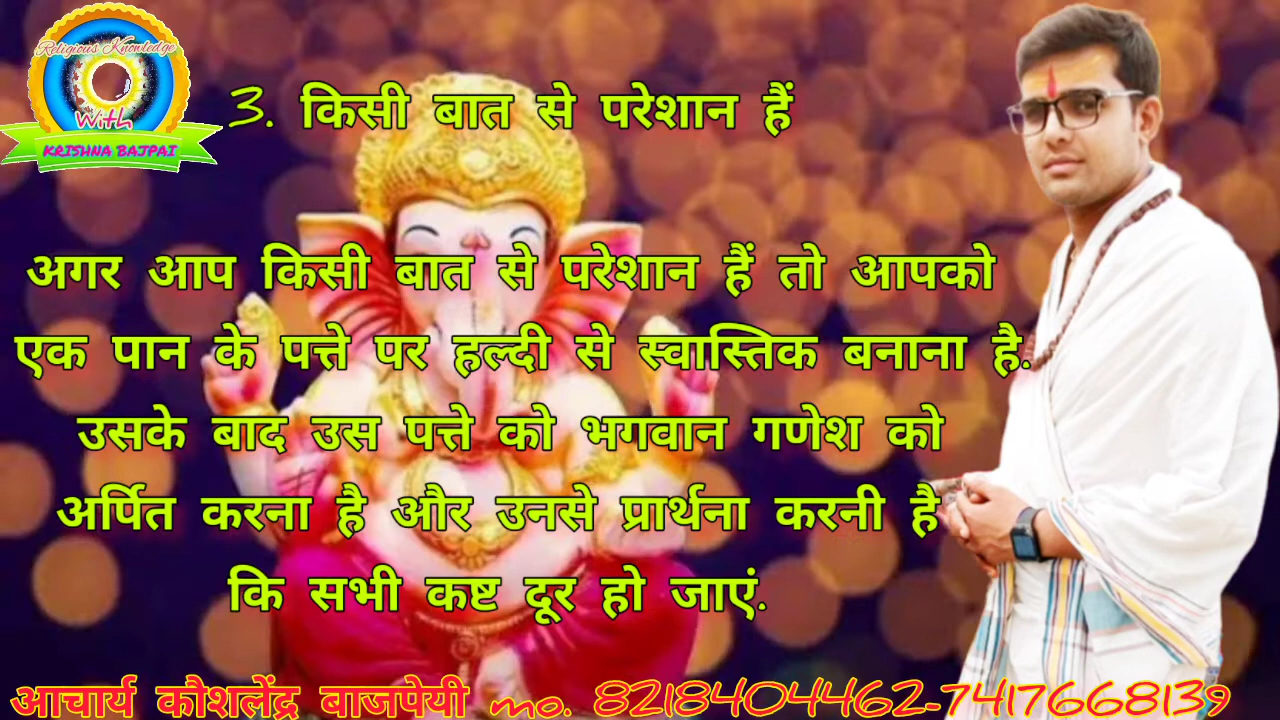 Religious Knowledge
With
KRISHNA BAJPAI
3. किसी बात से परेशान हैं
अगर आप किसी बात से परेशान हैं तो आपको
एक पान के पत्ते पर हल्दी से स्वास्तिक बनाना है.
उसके बाद उस पत्ते को भगवान गणेश को
अर्पित करना है और उनसे प्रार्थना करनी है
कि सभी कष्ट दूर हो जाएं.
आचार्य कौशलेंद्र बाजपेयी mo. 8218404462-7417668139